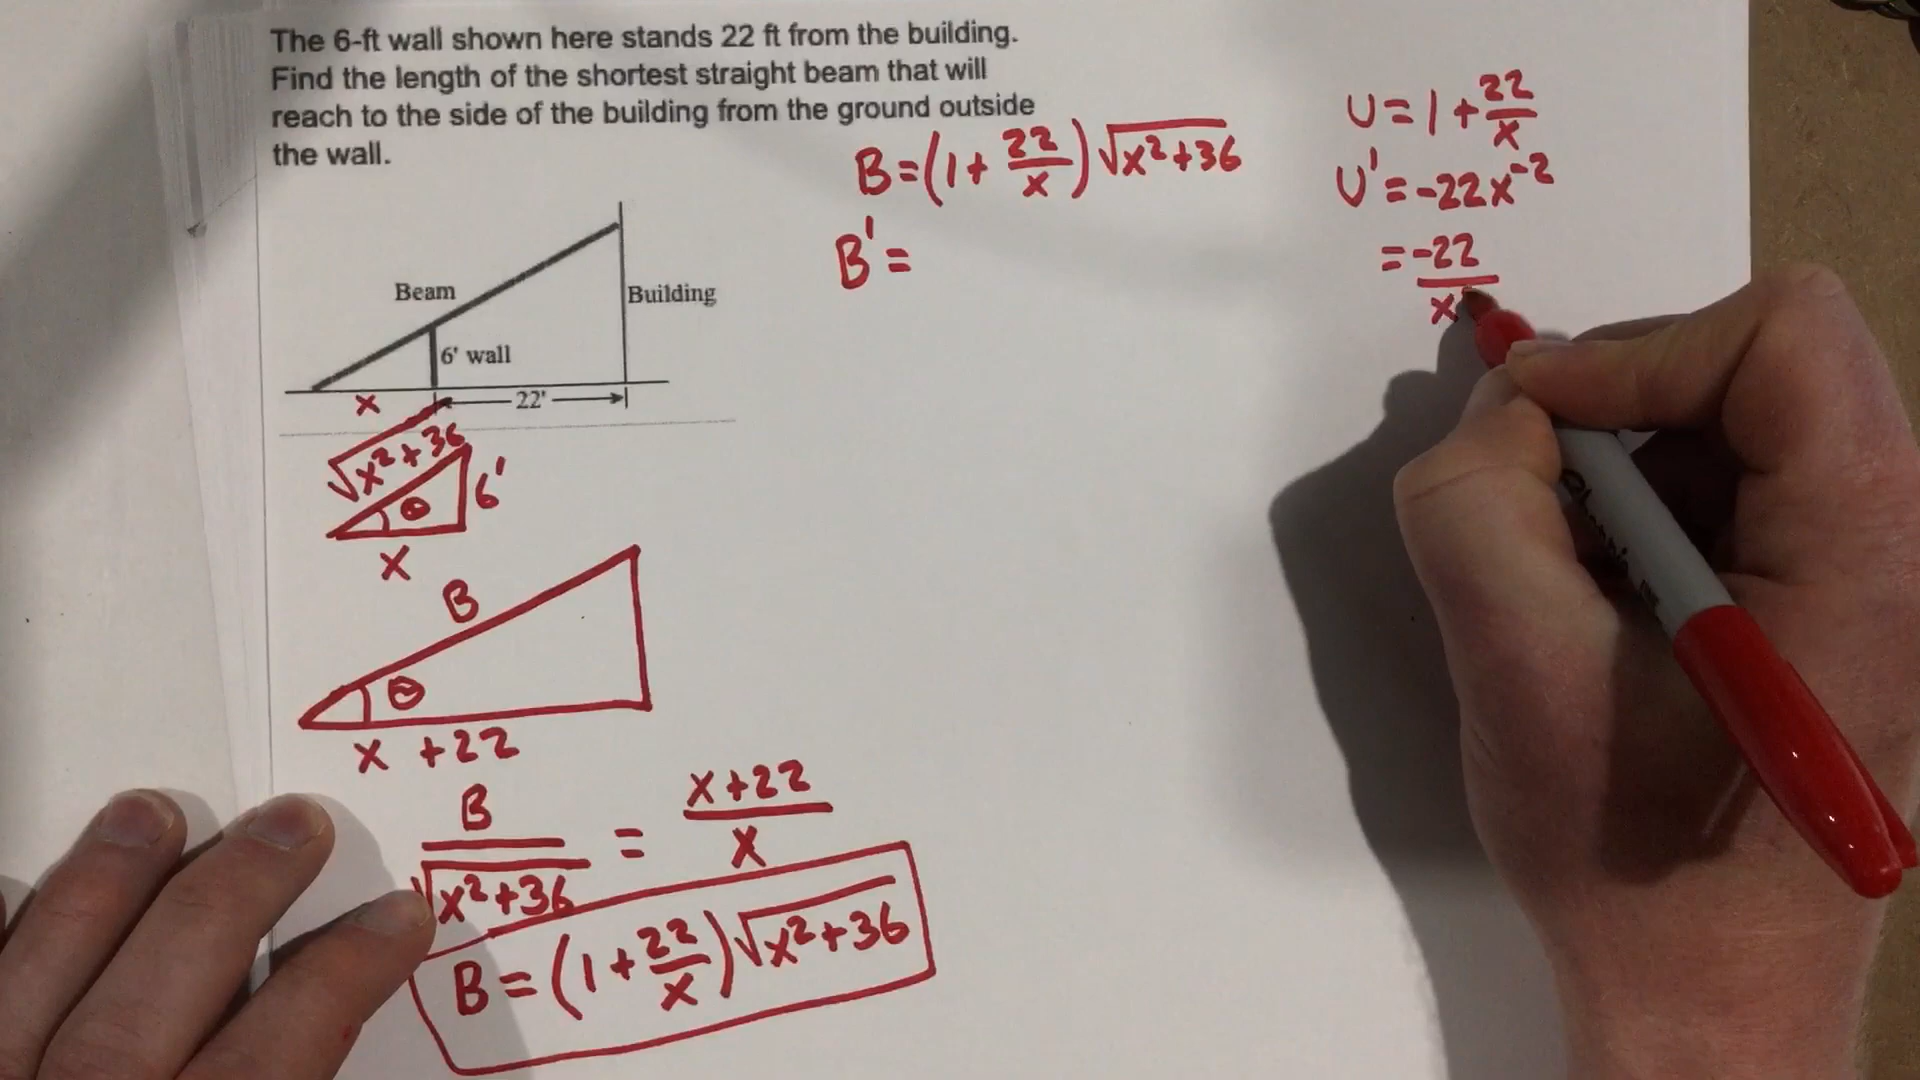 The 6-ft wall shown here stands 22 ft from the building.
Find the length of the shortest straight beam that will
reach to the side of the building from the ground outside
the wall.
Beam
Building
6' wall
22'
x
√x²+36
θ
6'
x
B
θ
x +22
B/√x²+36 = x+22/x
B=(1+22/x)√x²+36
B=(1+22/x)√x²+36
B'=
U=1+22/x
U'=-22x⁻²
=-22/x